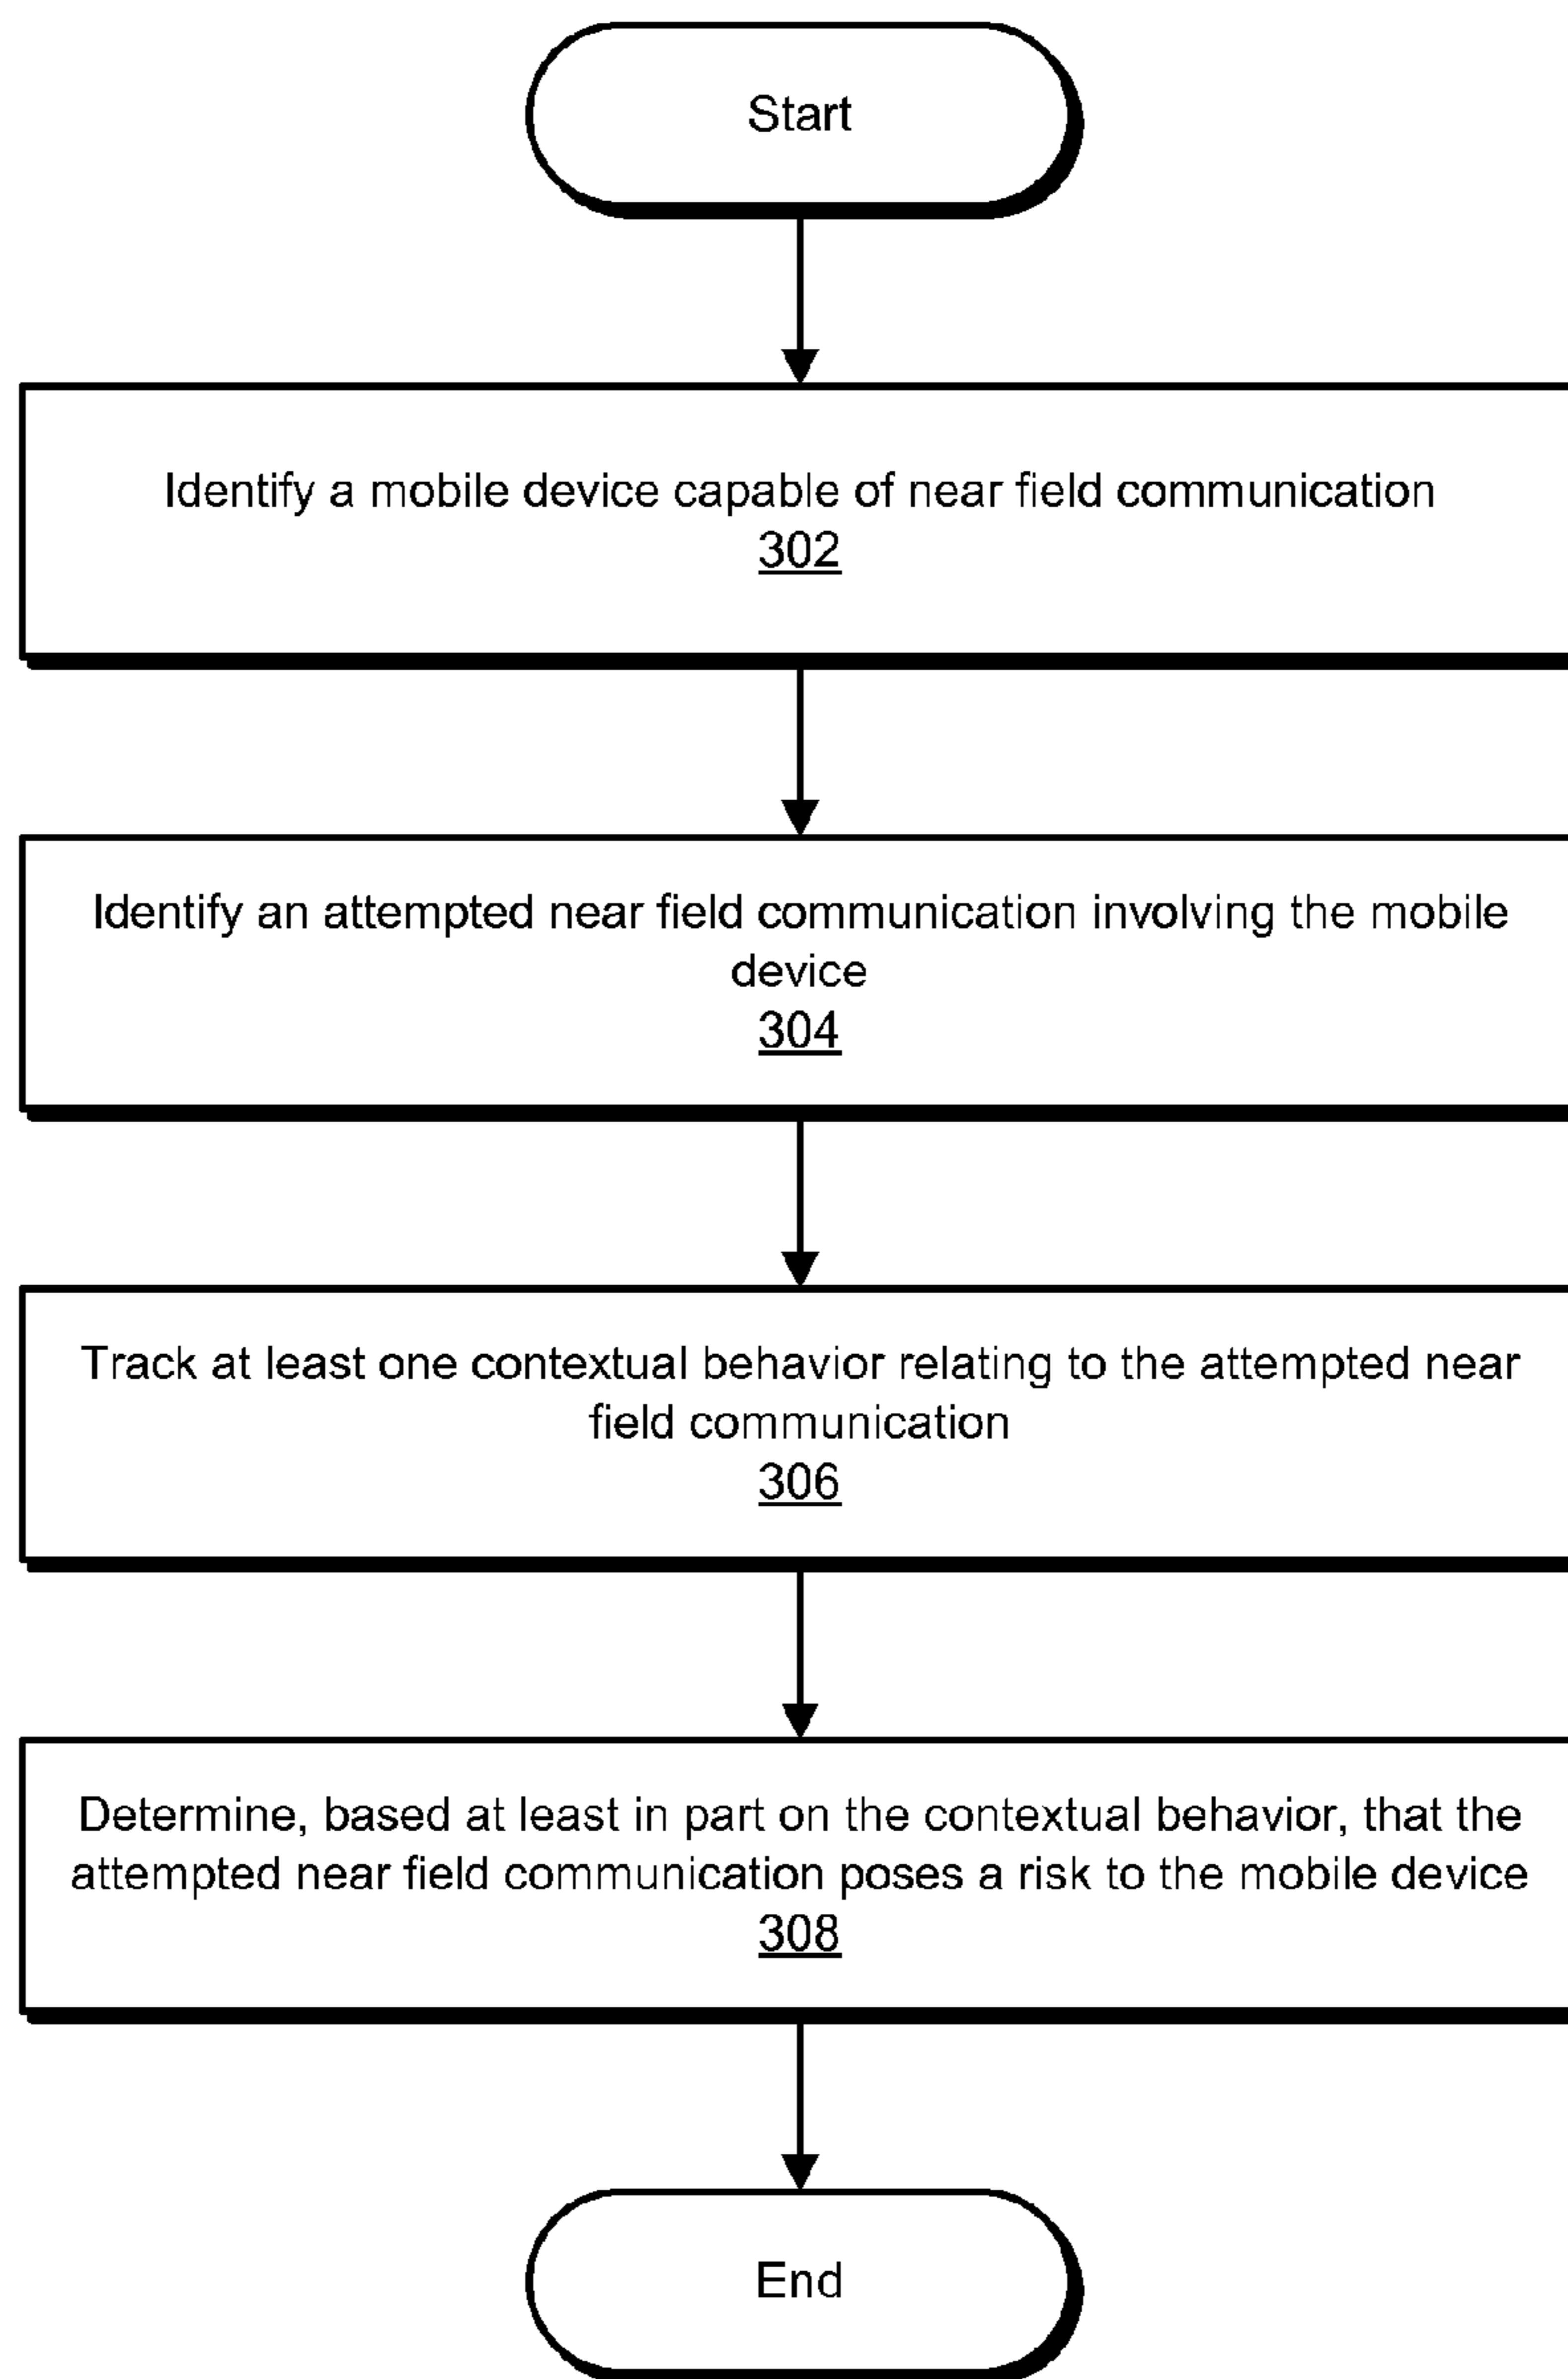 Start
Identify a mobile device capable of near field communication
302
Identify an attempted near field communication involving the mobile
device
304
Track at least one contextual behavior relating to the attempted near
field communication
306
Determine, based at least in part on the contextual behavior, that the
attempted near field communication poses a risk to the mobile device
308
End